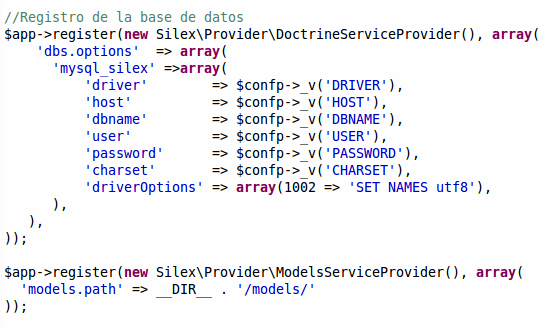 //Registro de la base de datos
$app->register(new Silex\Provider\DoctrineServiceProvider(), array(
    'dbs.options'  => array(
      'mysql_silex' =>array(
          'driver'        => $confp->_v('DRIVER'),
          'host'          => $confp->_v('HOST'),
          'dbname'        => $confp->_v('DBNAME'),
          'user'          => $confp->_v('USER'),
          'password'      => $confp->_v('PASSWORD'),
          'charset'       => $confp->_v('CHARSET'),
          'driverOptions' => array(1002 => 'SET NAMES utf8'),
      ),
   ),
));
$app->register(new Silex\Provider\ModelsServiceProvider(), array(
  'models.path' => __DIR__ . '/models/'
));